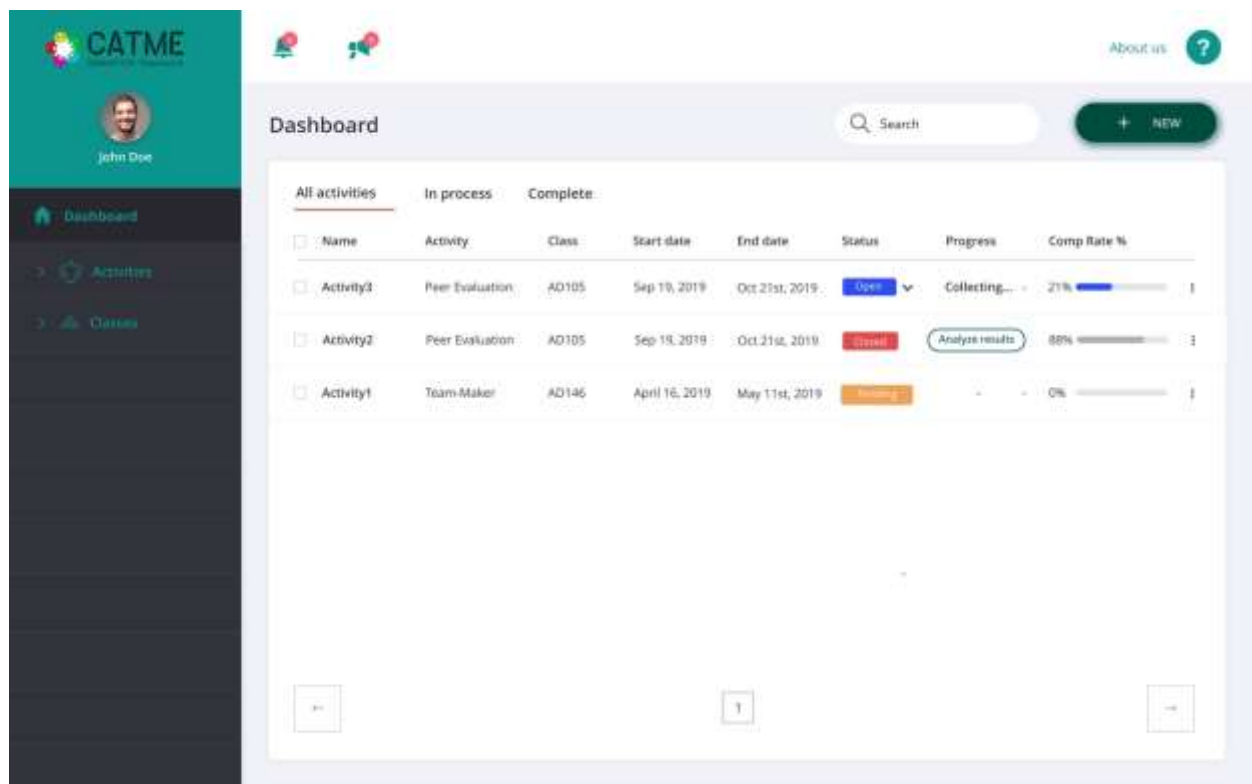 CATME
About us ?
John Doe
Dashboard
Activities
Classes
Dashboard
Search
+ NEW
All activities In process Complete
Name Activity Class Start date End date Status Progress Comp Rate %
Activity3 Peer Evaluation AD105 Sep 19, 2019 Oct 21st, 2019 Open Collecting... 21%
Activity2 Peer Evaluation AD105 Sep 19, 2019 Oct 21st, 2019 Closed Analyze results 88%
Activity1 Team-Maker AD146 April 16, 2019 May 11st, 2019 Pending - - 0%
← 1 →